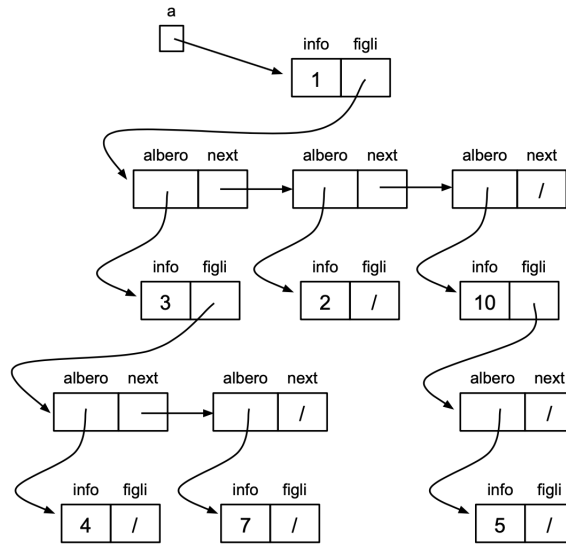 a
info figli
1
albero next albero next albero next
/
info figli info figli info figli
3 2 / 10
albero next albero next albero next
/ /
info figli info figli info figli
4 / 7 / 5 /